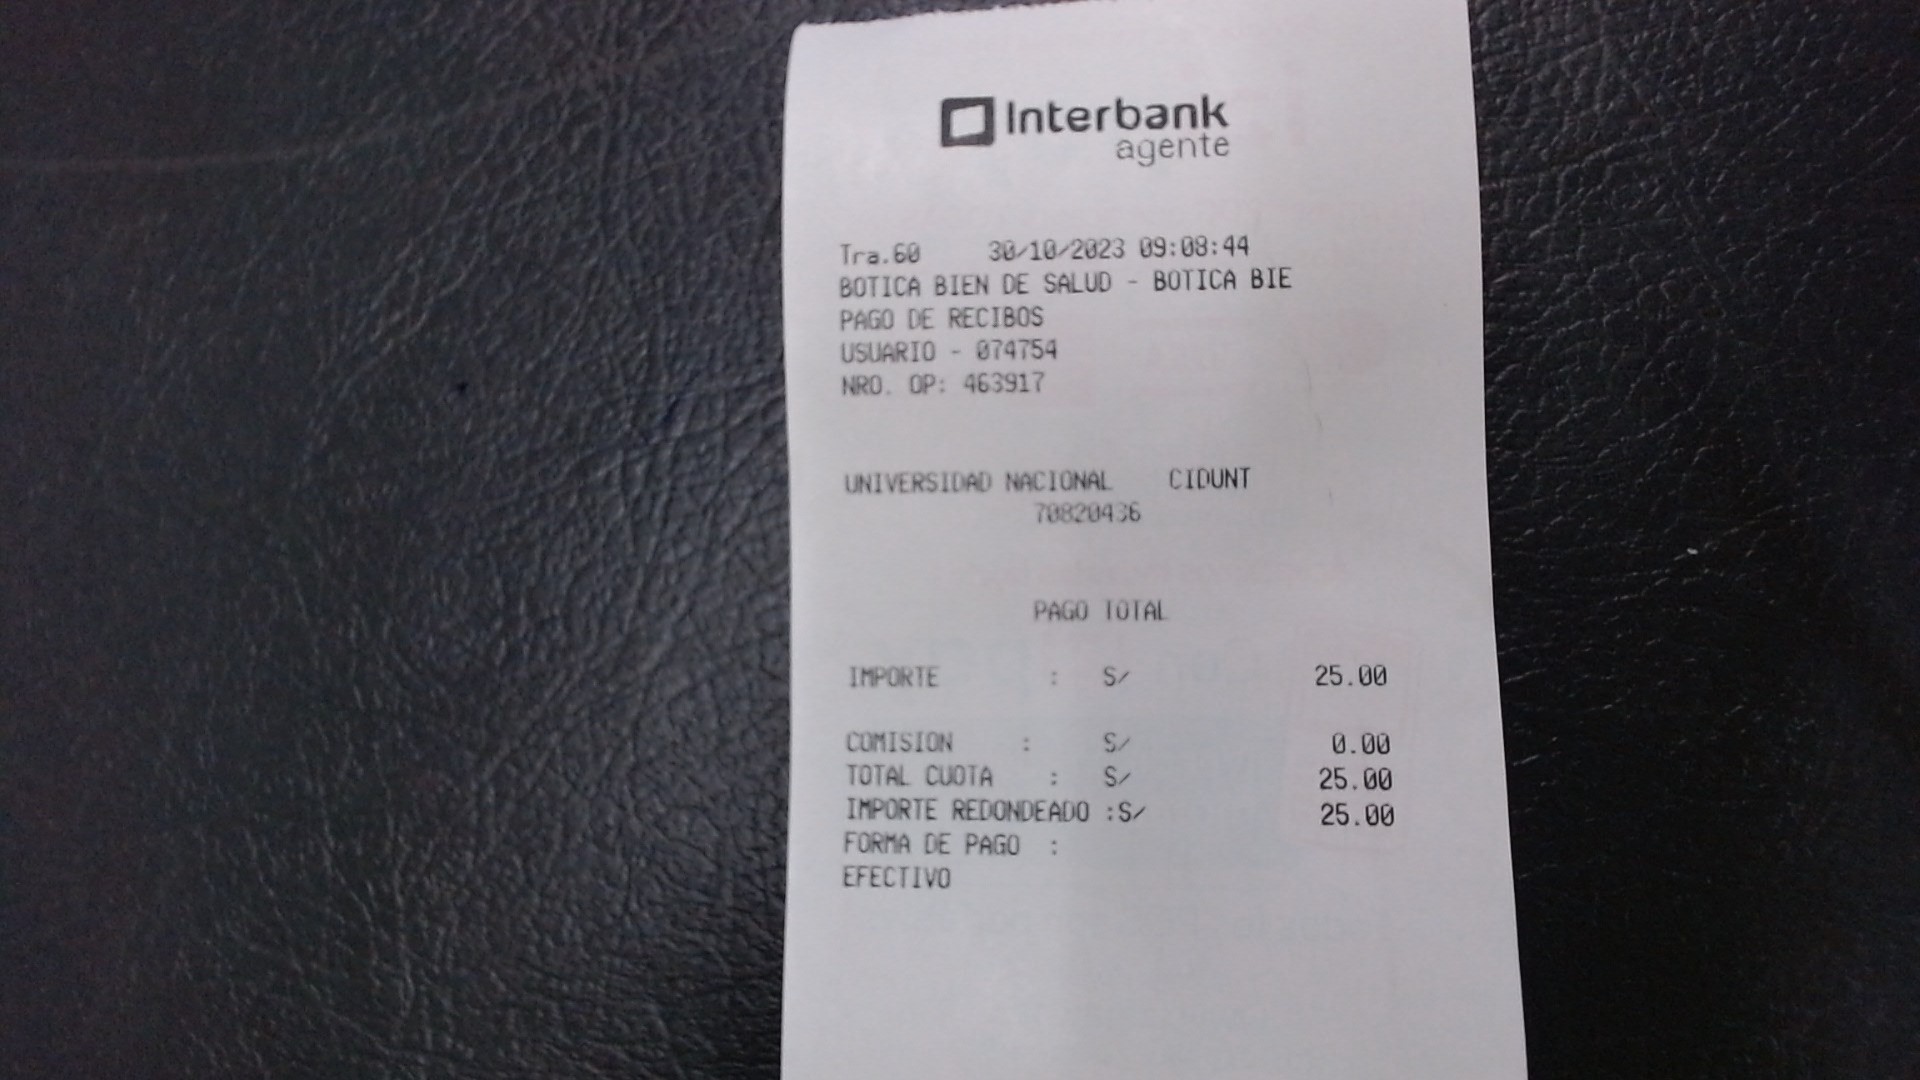 Interbank
agente
Tra.60 30/10/2023 09:08:44
BOTICA BIEN DE SALUD - BOTICA BIE
PAGO DE RECIBOS
USUARIO - 074754
NRO. OP: 463917
UNIVERSIDAD NACIONAL CIDUNT
70820436
PAGO TOTAL
IMPORTE : S/ 25.00
COMISION : S/ 0.00
TOTAL CUOTA : S/ 25.00
IMPORTE REDONDEADO :S/ 25.00
FORMA DE PAGO :
EFECTIVO